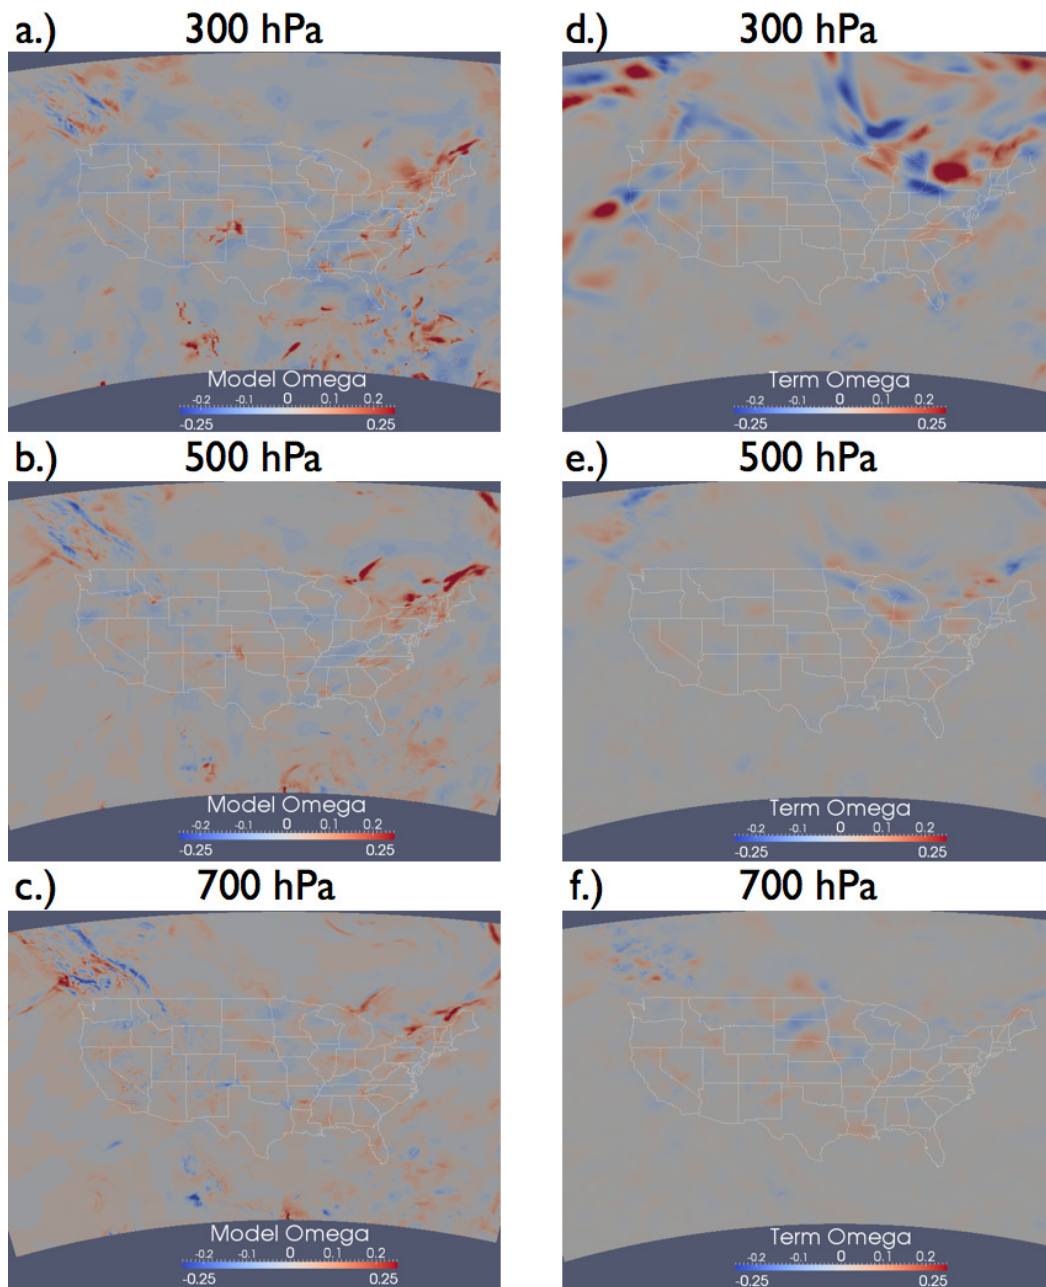 a.) 300 hPa
d.) 300 hPa
Model Omega
-0.2 -0.1 0 0.1 0.2
-0.25 0.25
Term Omega
-0.2 -0.1 0 0.1 0.2
-0.25 0.25
b.) 500 hPa
e.) 500 hPa
Model Omega
-0.2 -0.1 0 0.1 0.2
-0.25 0.25
Term Omega
-0.2 -0.1 0 0.1 0.2
-0.25 0.25
c.) 700 hPa
f.) 700 hPa
Model Omega
-0.2 -0.1 0 0.1 0.2
-0.25 0.25
Term Omega
-0.2 -0.1 0 0.1 0.2
-0.25 0.25